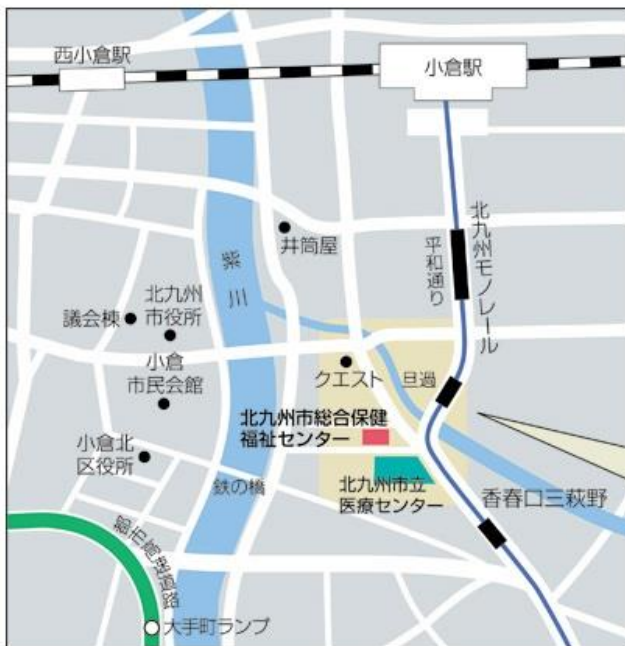 西小倉駅
小倉駅
井筒屋
北九州モノレール
平和通り
紫川
議会棟
北九州
市役所
小倉
市民会館
クエスト
旦過
北九州市総合保健
福祉センター
小倉北
区役所
鉄の橋
北九州市立
医療センター
香春口三萩野
都市高速道路
大手町ランプ